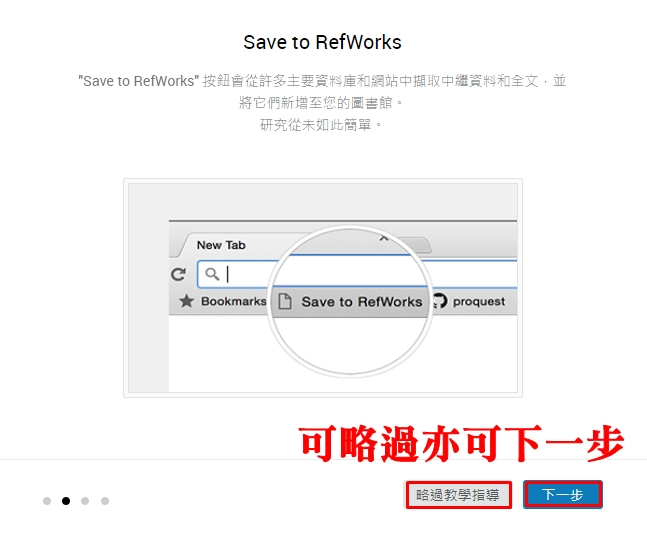 Save to RefWorks
"Save to RefWorks" 按鈕會從許多主要資料庫和網站中擷取中繼資料和全文，並
將它們新增至您的圖書館。
研究從未如此簡單。
New Tab
Bookmarks
Save to RefWorks
proquest
可略過亦可下一步
略過教學指導
下一步